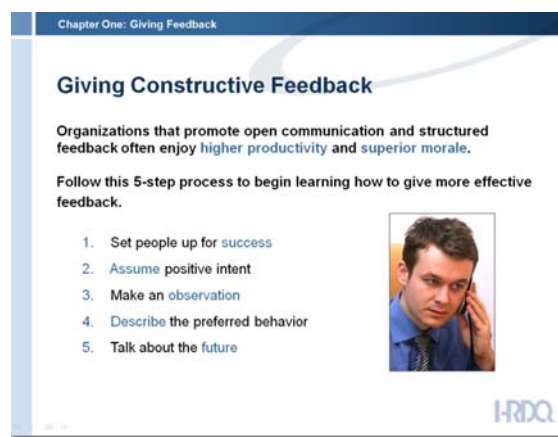 Chapter One: Giving Feedback
Giving Constructive Feedback
Organizations that promote open communication and structured
feedback often enjoy higher productivity and superior morale.
Follow this 5-step process to begin learning how to give more effective
feedback.
1. Set people up for success
2. Assume positive intent
3. Make an observation
4. Describe the preferred behavior
5. Talk about the future
HRDQ